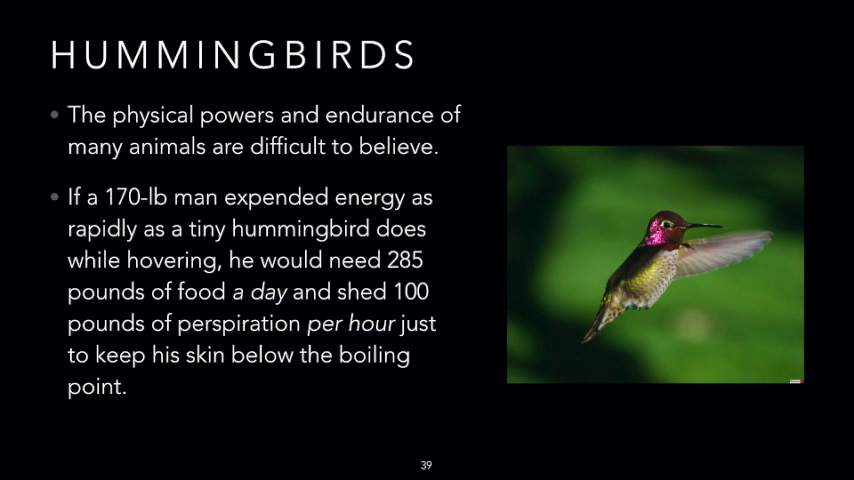 HUMMINGBIRDS
• The physical powers and endurance of
many animals are difficult to believe.
• If a 170-lb man expended energy as
rapidly as a tiny hummingbird does
while hovering, he would need 285
pounds of food a day and shed 100
pounds of perspiration per hour just
to keep his skin below the boiling
point.
39